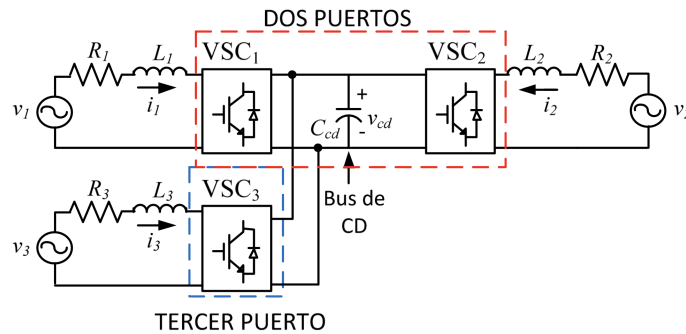 DOS PUERTOS
R1 L1 VSC1 VSC2 L2 R2
v1 i1 Ccd + vcd - i2
R3 L3 VSC3 Bus de
CD
v3 i3
TERCER PUERTO